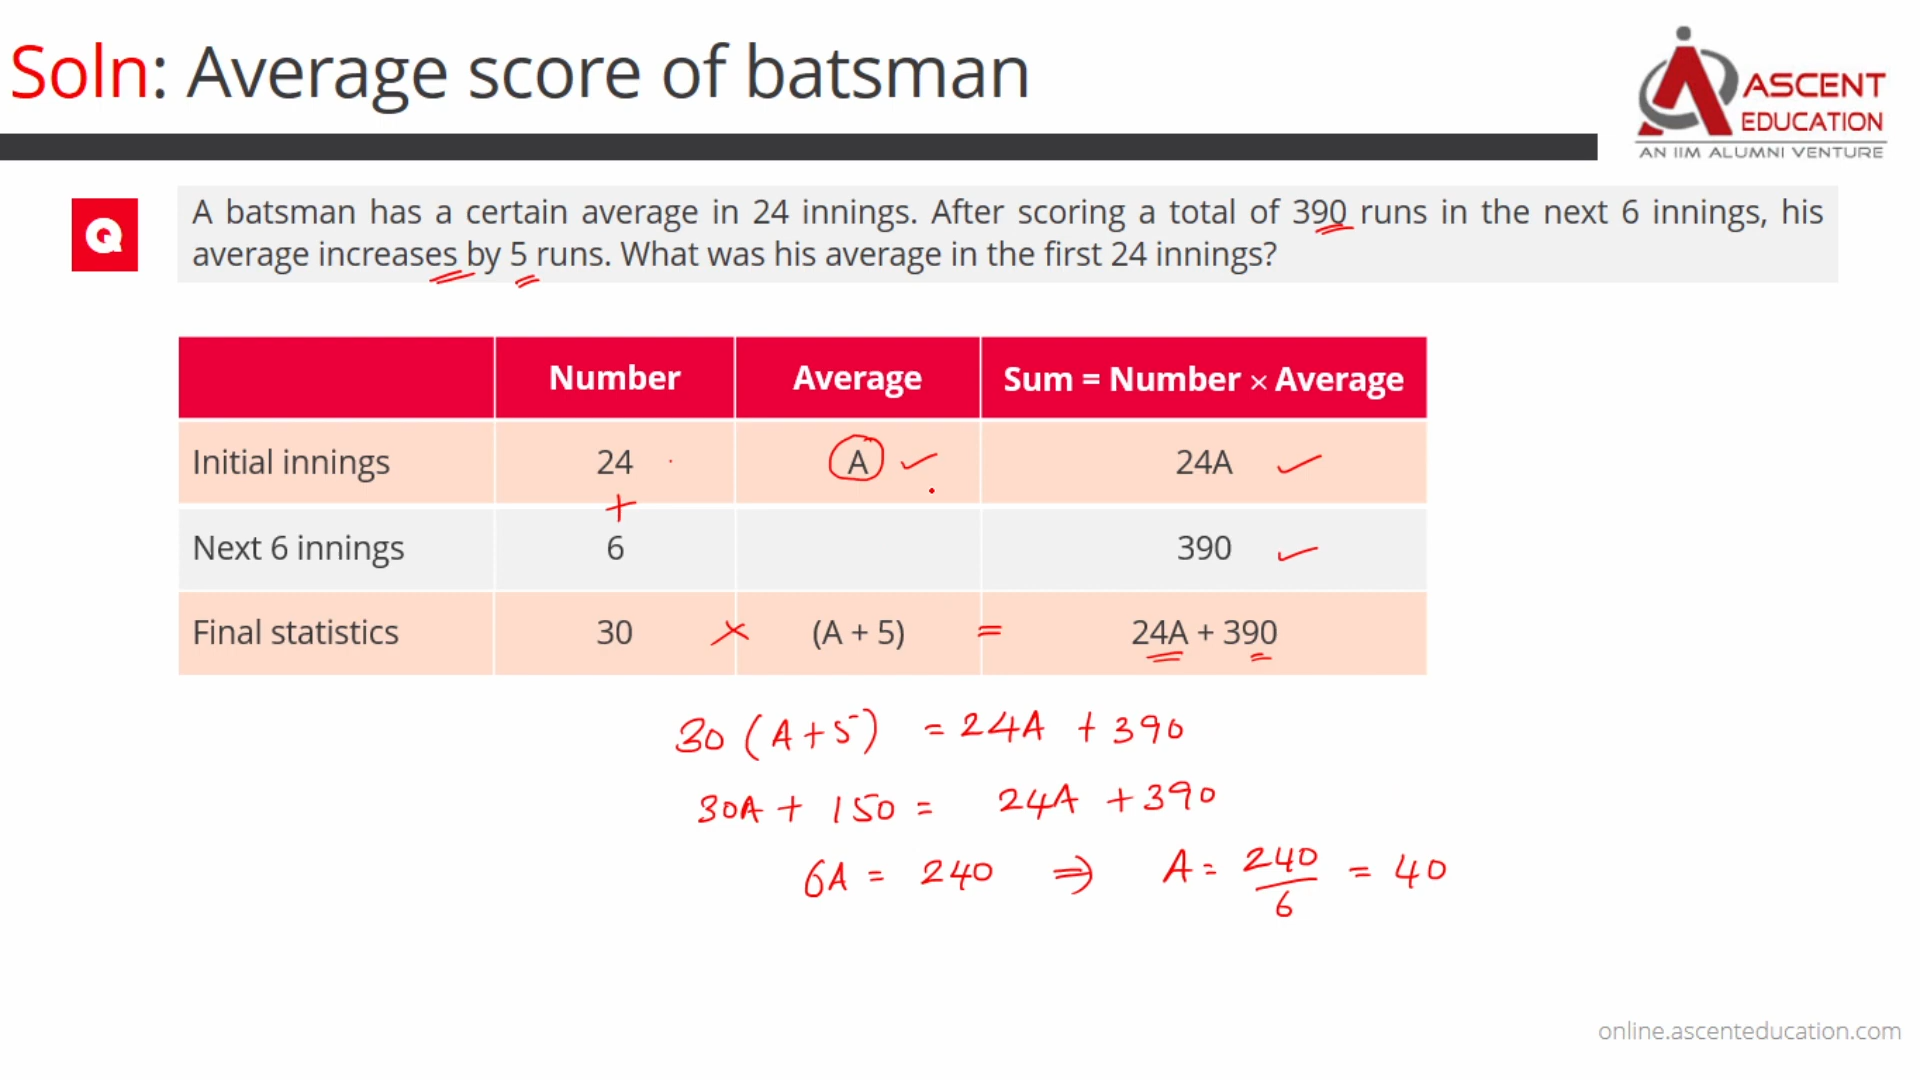 Soln: Average score of batsman
ASCENT
EDUCATION
AN IIM ALUMNI VENTURE
Q
A batsman has a certain average in 24 innings. After scoring a total of 390 runs in the next 6 innings, his
average increases by 5 runs. What was his average in the first 24 innings?
Number Average Sum = Number × Average
Initial innings 24 A 24A
+
Next 6 innings 6 390
Final statistics 30 × (A + 5) = 24A + 390
30 (A+5) = 24A + 390
30A + 150 = 24A + 390
6A = 240 ⇒ A = 240/6 = 40
online.ascenteducation.com